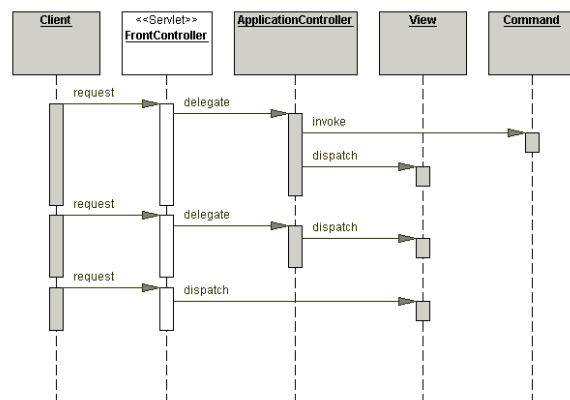 Client
<<Servlet>>
FrontController
ApplicationController
View
Command
request
delegate
invoke
dispatch
request
delegate
dispatch
request
dispatch